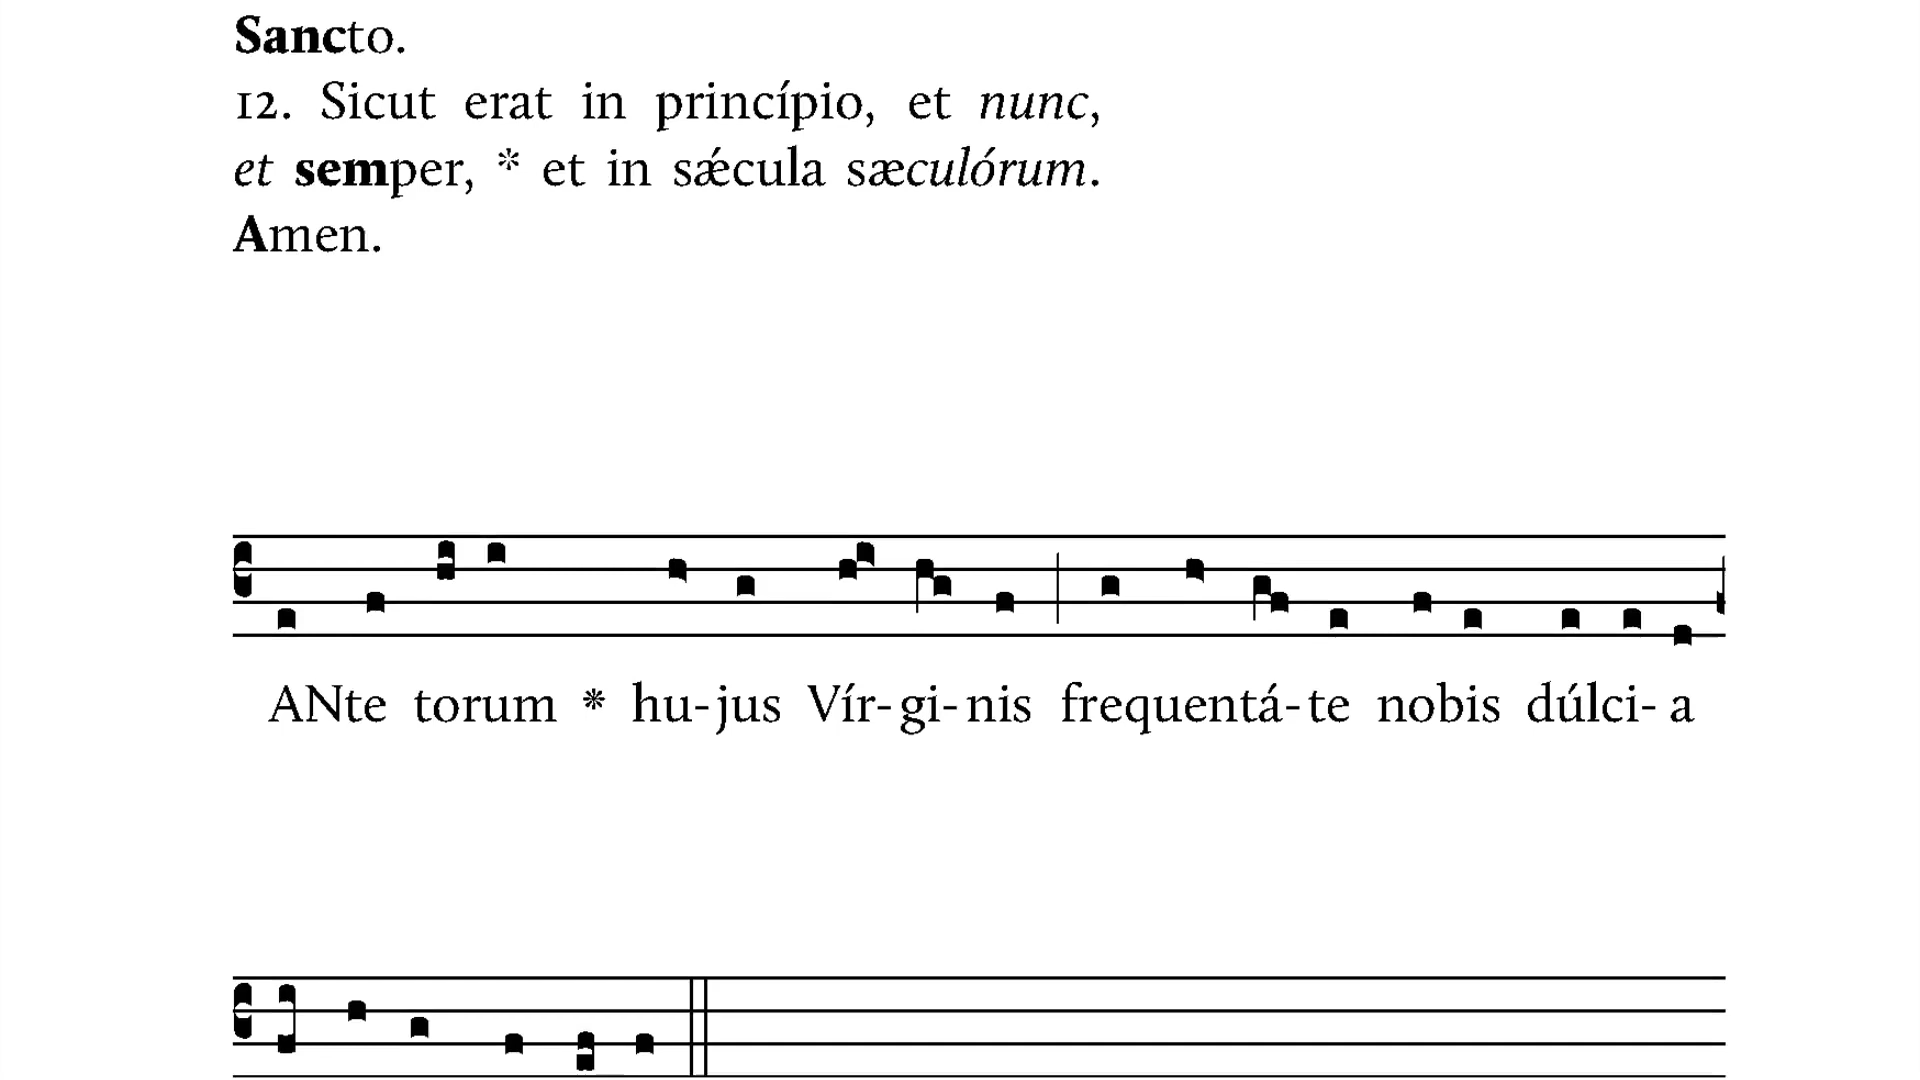 Sancto.
12. Sicut erat in princípio, et nunc,
et semper, * et in sǽcula sæculórum.
Amen.
ANte torum * hu-jus Vír-gi-nis frequentá-te nobis dúlci-a